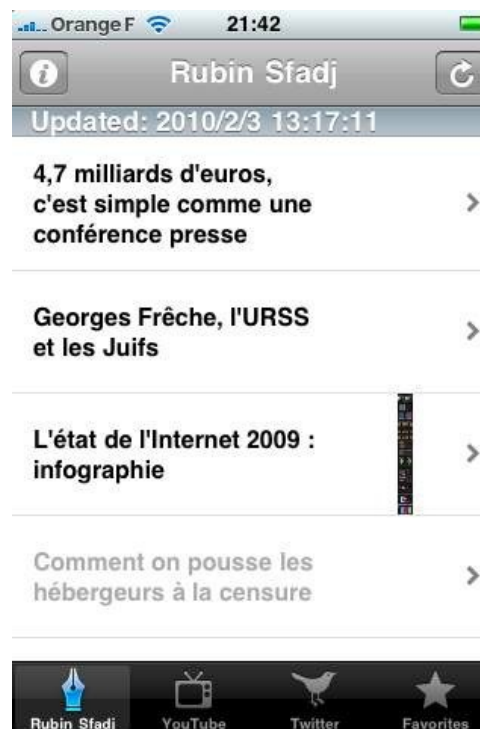 Orange F 21:42
Rubin Sfadj
Updated: 2010/2/3 13:17:11
4,7 milliards d'euros,
c'est simple comme une
conférence presse
Georges Frêche, l'URSS
et les Juifs
L'état de l'Internet 2009 :
infographie
Comment on pousse les
hébergeurs à la censure
Rubin Sfadj YouTube Twitter Favorites